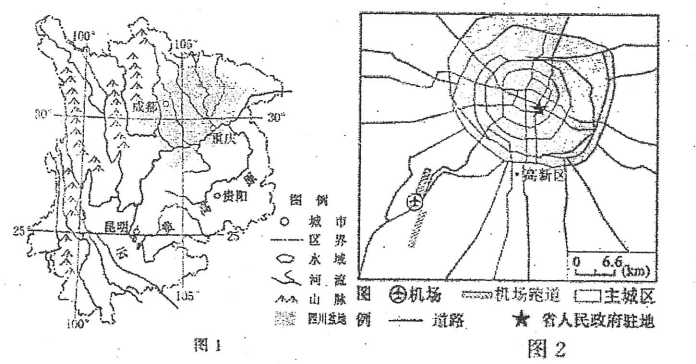 100° 105°
成都
30° 30°
重庆
贵阳
贵
高
昆明
25 25
云
100° 105°
图例
城市
区界
水域
河流
山脉
四川盆地
图1
高新区
0 6.6
(km)
图例
机场
机场跑道
主城区
道路
省人民政府驻地
图2